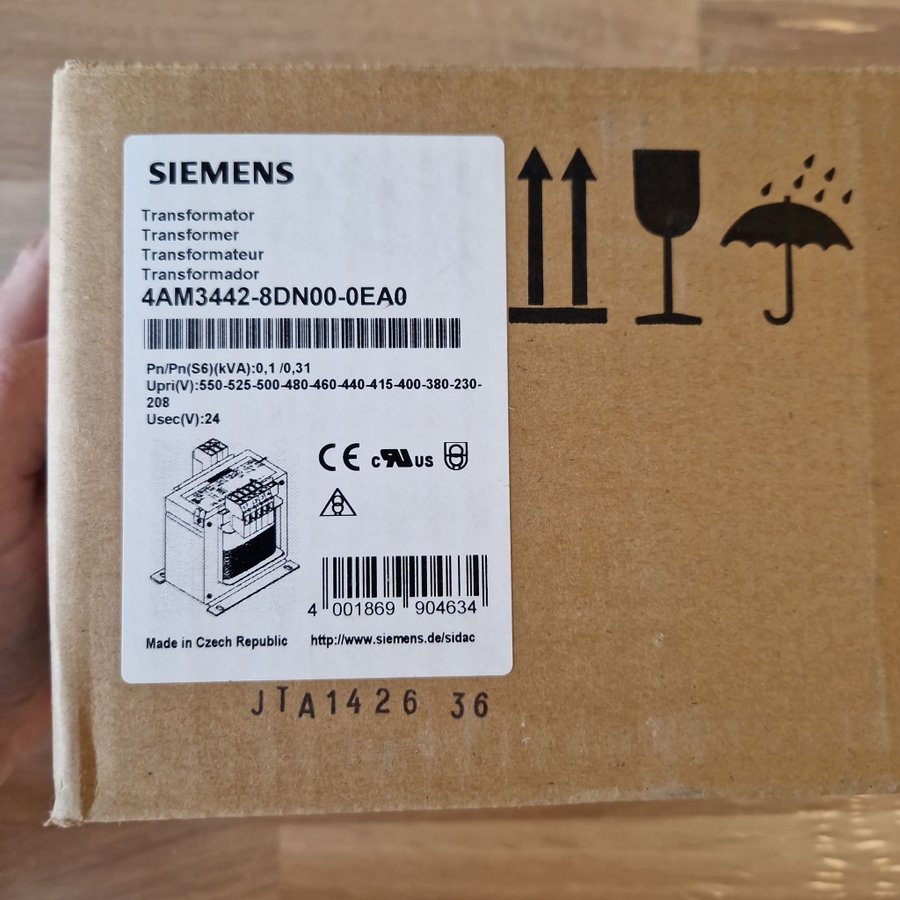 SIEMENS
Transformator
Transformer
Transformateur
Transformador
4AM3442-8DN00-0EA0
Pn/Pn(S6)(kVA):0,1 /0,31
Upri(V):550-525-500-480-460-440-415-400-380-230-
208
Usec(V):24
CE c RU US
4 001869 904634
Made in Czech Republic http://www.siemens.de/sidac
JTA1426 36